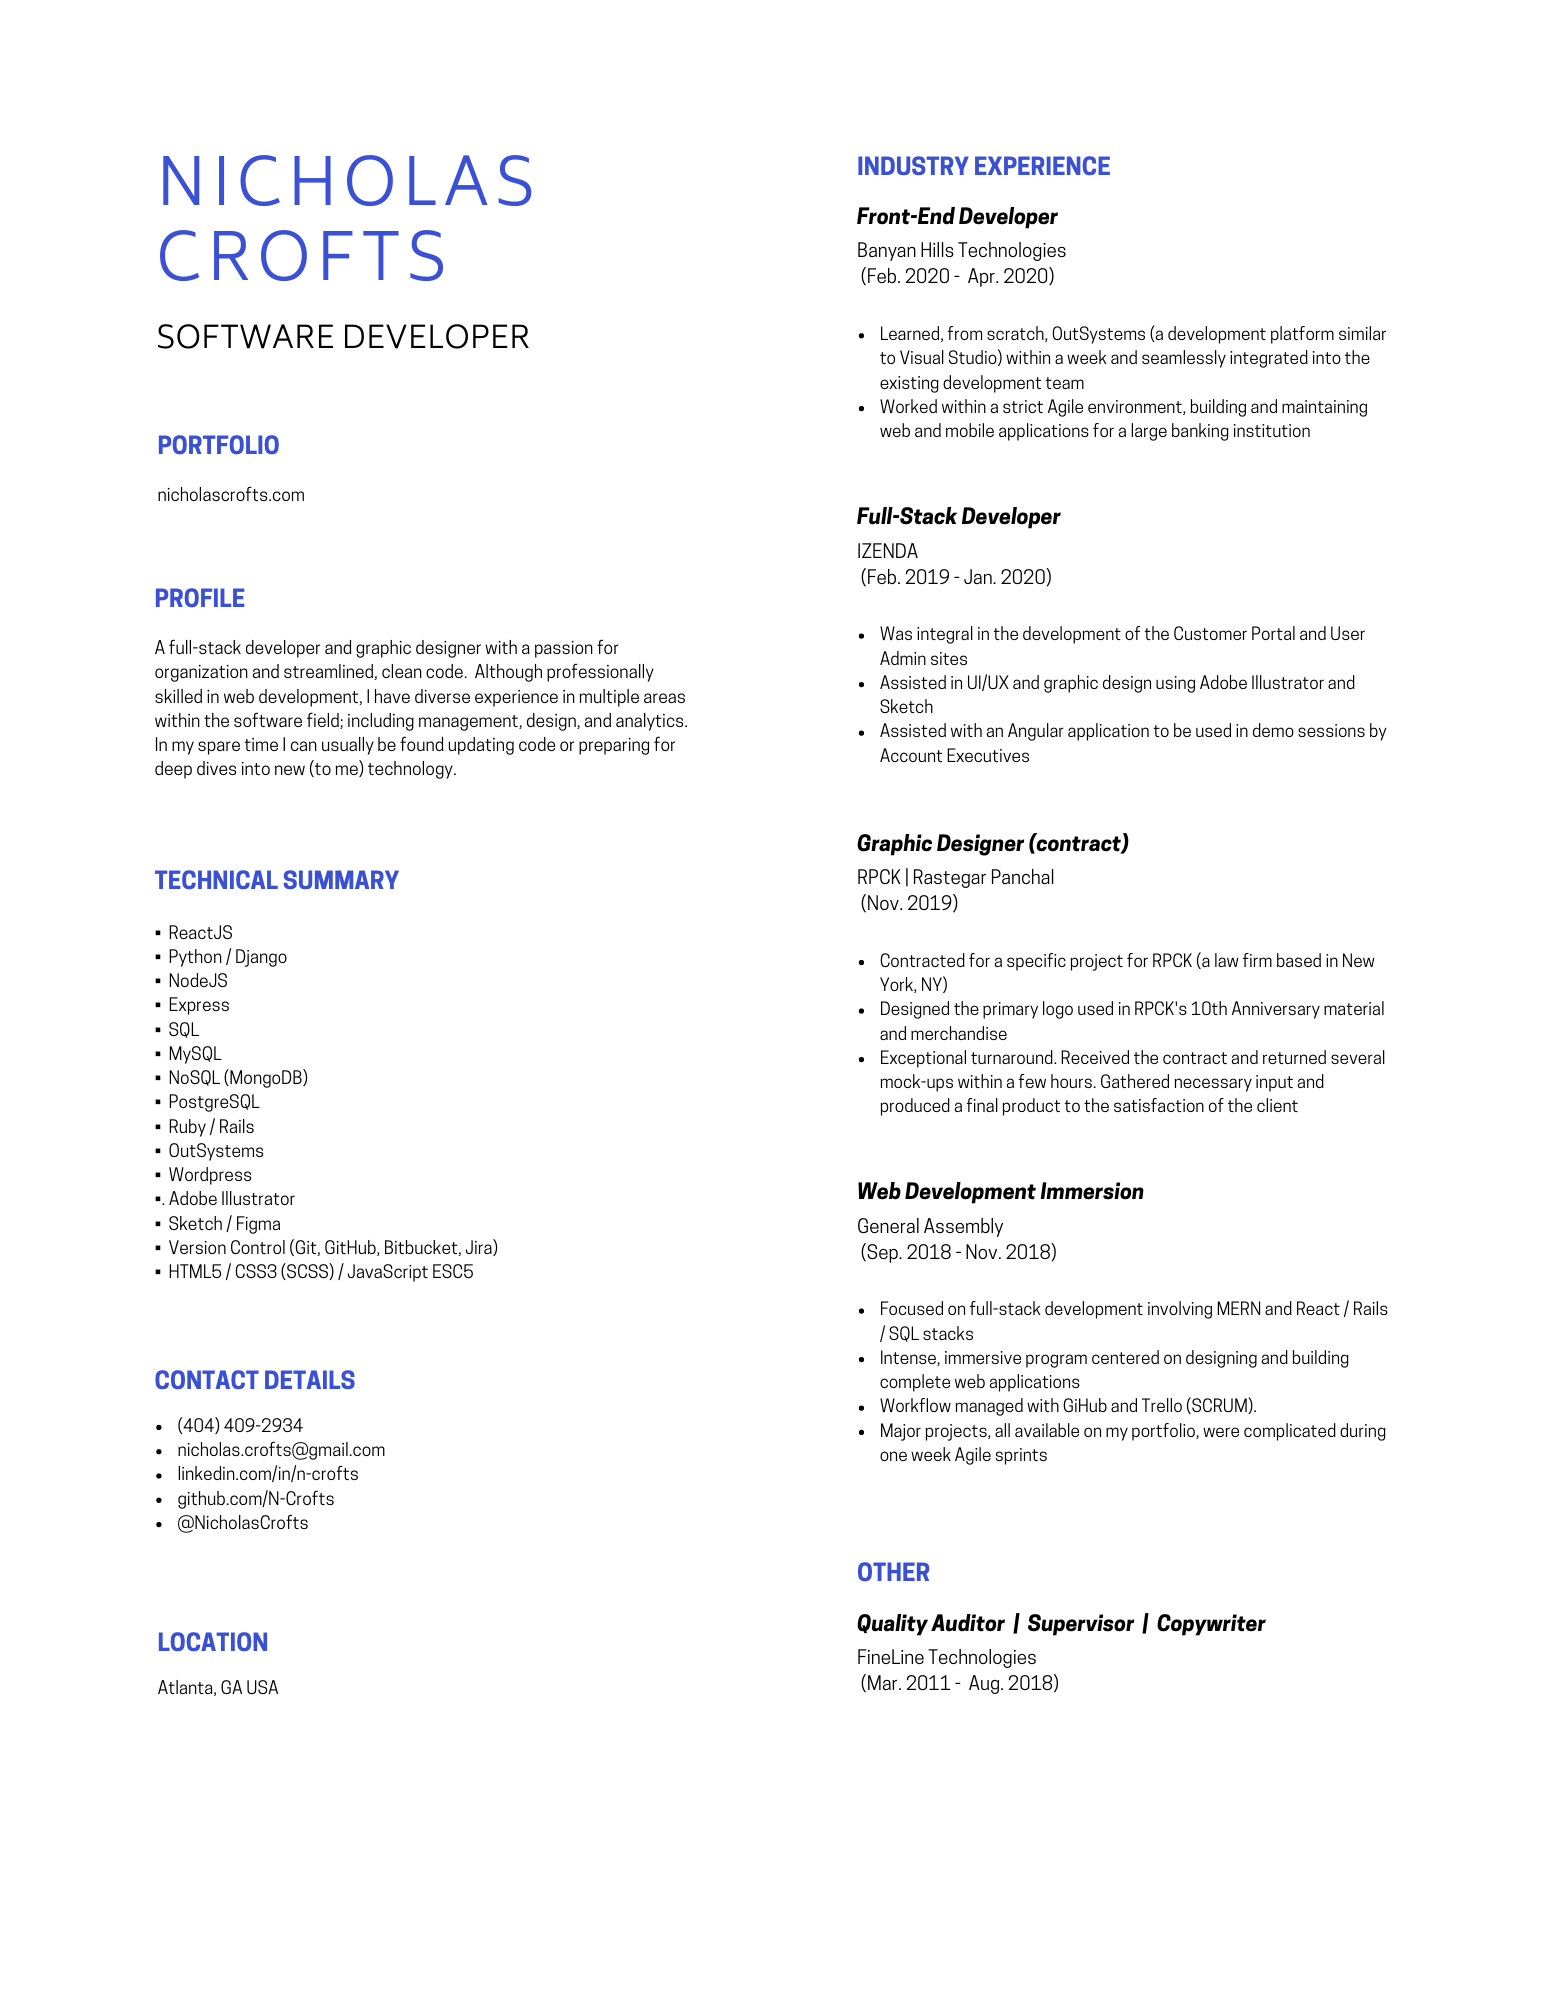 NICHOLAS
CROFTS
SOFTWARE DEVELOPER
PORTFOLIO
nicholascrofts.com
PROFILE
A full-stack developer and graphic designer with a passion for
organization and streamlined, clean code.  Although professionally
skilled in web development, I have diverse experience in multiple areas
within the software field; including management, design, and analytics.
In my spare time I can usually be found updating code or preparing for
deep dives into new (to me) technology.
TECHNICAL SUMMARY
▪ ReactJS
▪ Python / Django
▪ NodeJS
▪ Express
▪ SQL
▪ MySQL
▪ NoSQL (MongoDB)
▪ PostgreSQL
▪ Ruby / Rails
▪ OutSystems
▪ Wordpress
▪. Adobe Illustrator
▪ Sketch / Figma
▪ Version Control (Git, GitHub, Bitbucket, Jira)
▪ HTML5 / CSS3 (SCSS) / JavaScript ESC5
CONTACT DETAILS
• (404) 409-2934
• nicholas.crofts@gmail.com
• linkedin.com/in/n-crofts
• github.com/N-Crofts
• @NicholasCrofts
LOCATION
Atlanta, GA USA
INDUSTRY EXPERIENCE
Front-End Developer
Banyan Hills Technologies
(Feb. 2020 -  Apr. 2020)
• Learned, from scratch, OutSystems (a development platform similar
to Visual Studio) within a week and seamlessly integrated into the
existing development team
• Worked within a strict Agile environment, building and maintaining
web and mobile applications for a large banking institution
Full-Stack Developer
IZENDA
(Feb. 2019 - Jan. 2020)
• Was integral in the development of the Customer Portal and User
Admin sites
• Assisted in UI/UX and graphic design using Adobe Illustrator and
Sketch
• Assisted with an Angular application to be used in demo sessions by
Account Executives
Graphic Designer (contract)
RPCK | Rastegar Panchal
(Nov. 2019)
• Contracted for a specific project for RPCK (a law firm based in New
York, NY)
• Designed the primary logo used in RPCK's 10th Anniversary material
and merchandise
• Exceptional turnaround. Received the contract and returned several
mock-ups within a few hours. Gathered necessary input and
produced a final product to the satisfaction of the client
Web Development Immersion
General Assembly
(Sep. 2018 - Nov. 2018)
• Focused on full-stack development involving MERN and React / Rails
/ SQL stacks
• Intense, immersive program centered on designing and building
complete web applications
• Workflow managed with GiHub and Trello (SCRUM).
• Major projects, all available on my portfolio, were complicated during
one week Agile sprints
OTHER
Quality Auditor | Supervisor | Copywriter
FineLine Technologies
(Mar. 2011 -  Aug. 2018)